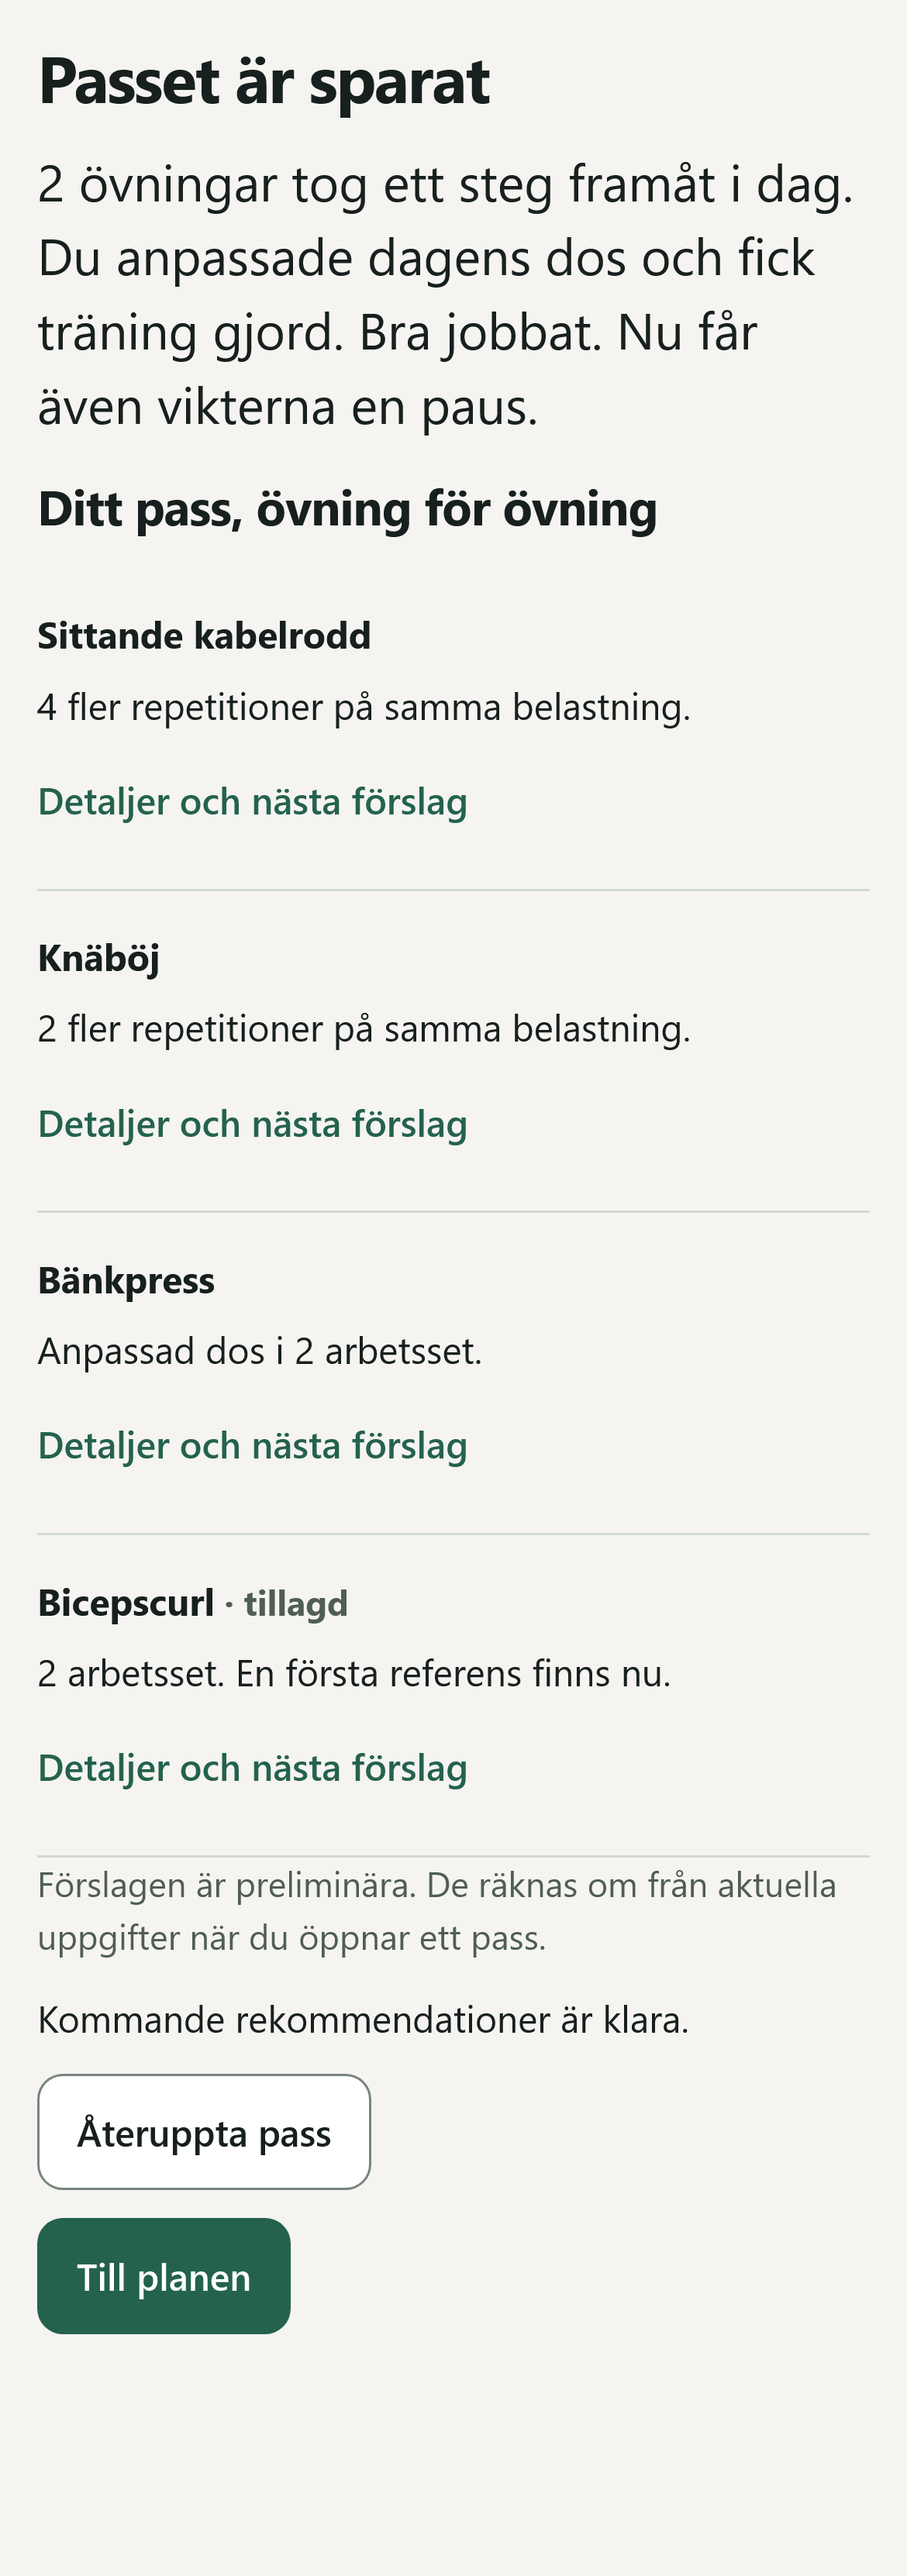 Passet är sparat
2 övningar tog ett steg framåt i dag.
Du anpassade dagens dos och fick
träning gjord. Bra jobbat. Nu får
även vikterna en paus.
Ditt pass, övning för övning
Sittande kabelrodd
4 fler repetitioner på samma belastning.
Detaljer och nästa förslag
Knäböj
2 fler repetitioner på samma belastning.
Detaljer och nästa förslag
Bänkpress
Anpassad dos i 2 arbetsset.
Detaljer och nästa förslag
Bicepscurl · tillagd
2 arbetsset. En första referens finns nu.
Detaljer och nästa förslag
Förslagen är preliminära. De räknas om från aktuella
uppgifter när du öppnar ett pass.
Kommande rekommendationer är klara.
Återuppta pass
Till planen